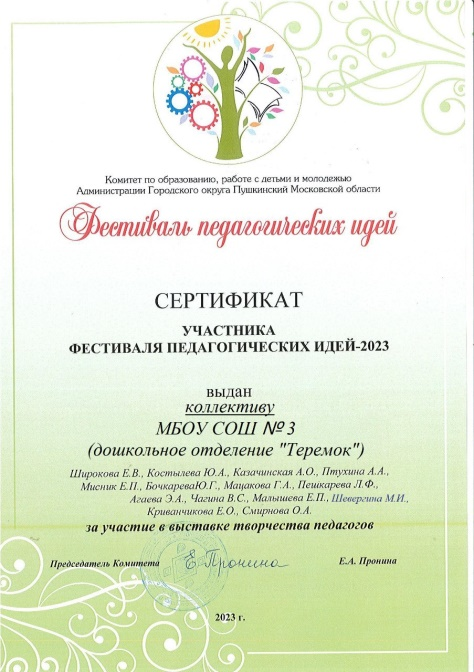 Комитет по образованию, работе с детьми и молодежью
Администрации Городского округа Пушкинский Московской области
Фестиваль педагогических идей
СЕРТИФИКАТ
УЧАСТНИКА
ФЕСТИВАЛЯ ПЕДАГОГИЧЕСКИХ ИДЕЙ-2023
выдан
коллективу
МБОУ СОШ № 3
(дошкольное отделение "Теремок")
Широкова Е.В., Костылева Ю.А., Казачинская А.О., Птухина А.А.,
Мисник Е.П., БочкареваЮ.Г., Мацакова Г.А., Пешкарева Л.Ф.,
Агаева Э.А., Чагина В.С., Малышева Е.П., Шевергина М.И.,
Криванчикова Е.О., Смирнова О.А.
за участие в выставке творчества педагогов
Председатель Комитета Е Пронина Е.А. Пронина
2023 г.